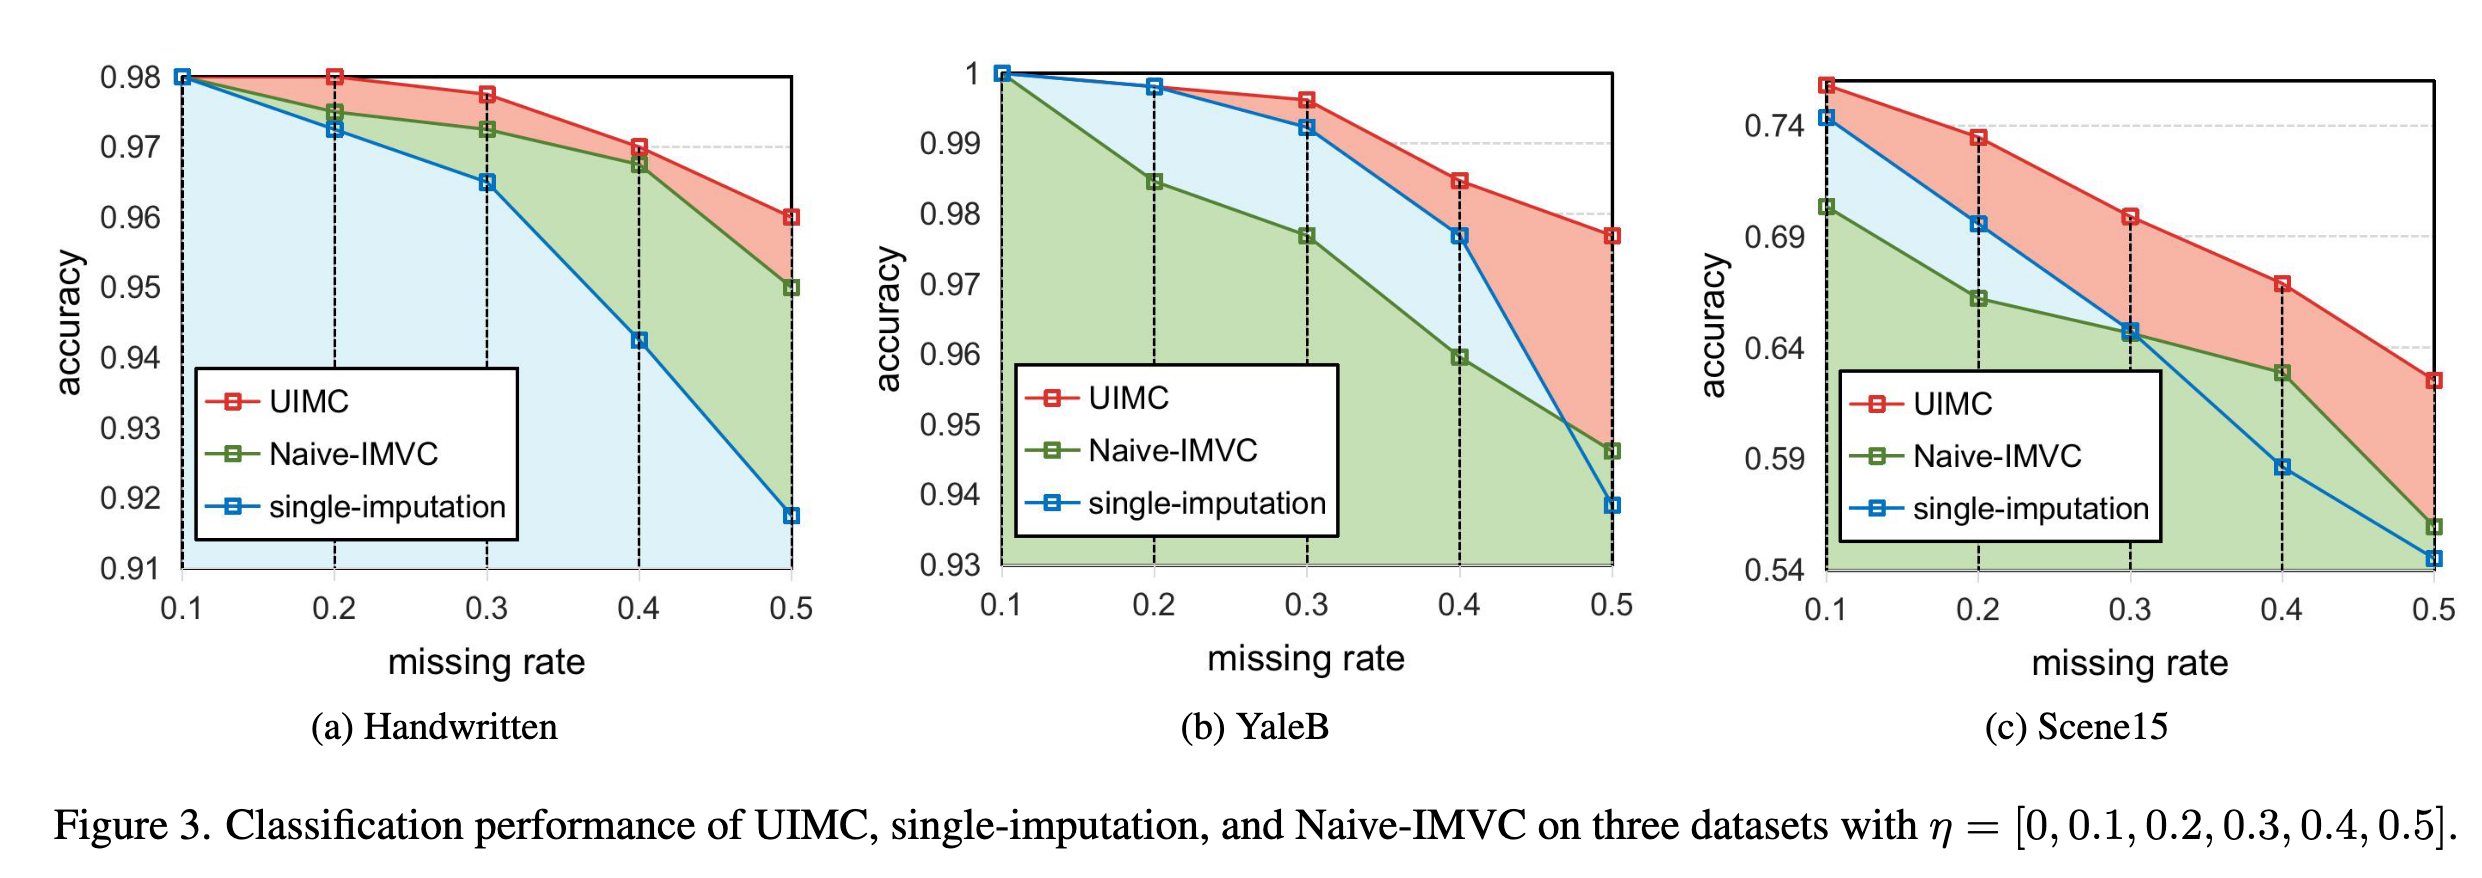 0.98
0.97
0.96
0.95
0.94
0.93
0.92
0.91
accuracy
UIMC
Naive-IMVC
single-imputation
0.1 0.2 0.3 0.4 0.5
missing rate
(a) Handwritten
1
0.99
0.98
0.97
0.96
0.95
0.94
0.93
accuracy
UIMC
Naive-IMVC
single-imputation
0.1 0.2 0.3 0.4 0.5
missing rate
(b) YaleB
0.74
0.69
0.64
0.59
0.54
accuracy
UIMC
Naive-IMVC
single-imputation
0.1 0.2 0.3 0.4 0.5
missing rate
(c) Scene15
Figure 3. Classification performance of UIMC, single-imputation, and Naive-IMVC on three datasets with η = [0, 0.1, 0.2, 0.3, 0.4, 0.5].